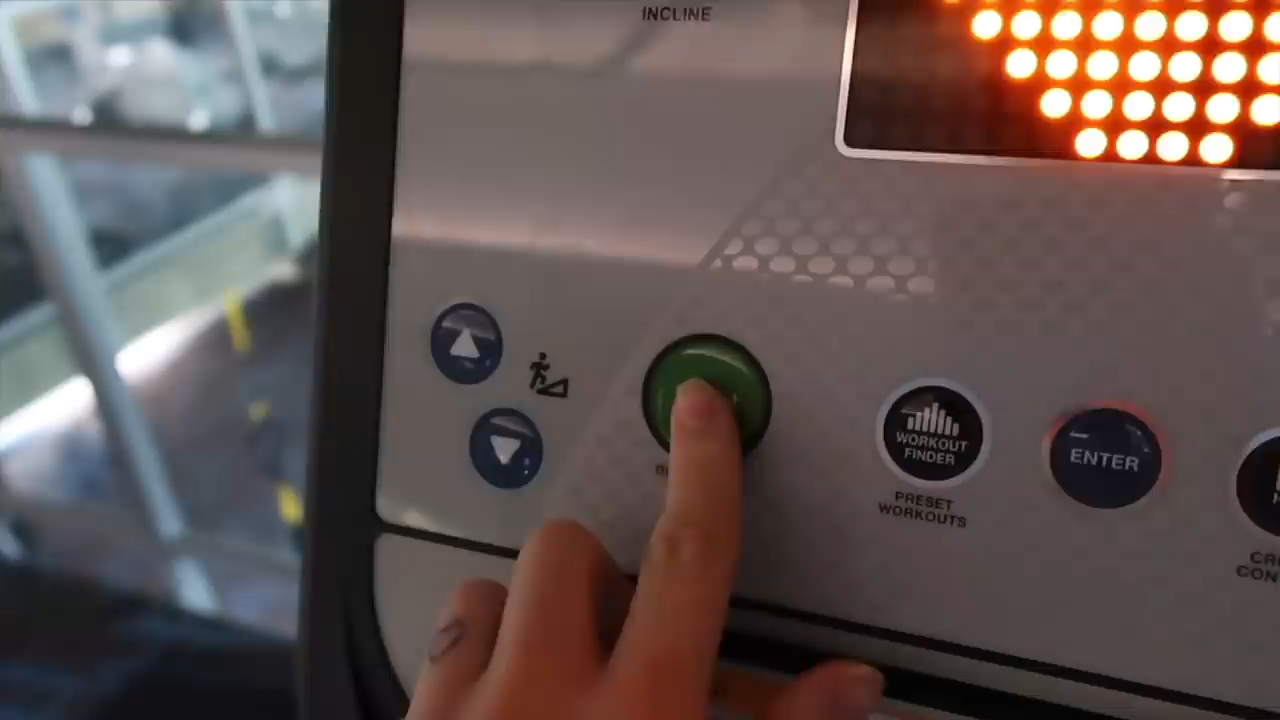 INCLINE
WORKOUT
FINDER
PRESET
WORKOUTS
ENTER